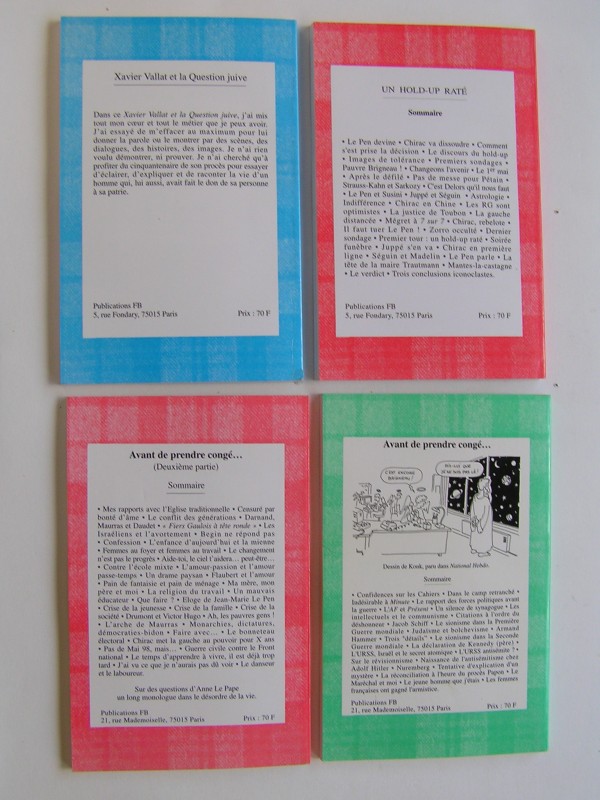 Xavier Vallat et la Question juive
Dans ce Xavier Vallat et la Question juive, j'ai mis
tout mon cœur et tout le métier que je peux avoir.
J'ai essayé de m'effacer au maximum pour lui
donner la parole ou le montrer par des scènes, des
dialogues, des histoires, des images. Je n'ai rien
voulu démontrer, ni prouver. Je n'ai cherché qu'à
profiter du cinquantenaire de son procès pour essayer
d'éclairer, d'expliquer et de raconter la vie d'un
homme qui, lui aussi, avait fait le don de sa personne
à sa patrie.
Publications FB
5, rue Fondary, 75015 Paris
Prix : 70 F
UN HOLD-UP RATÉ
Sommaire
• Le Pen devine • Chirac va dissoudre • Comment
s'est prise la décision • Le discours du hold-up
• Images de tolérance • Premiers sondages •
Pauvre Brigneau ! • Changeons l'avenir • Le 1er mai
• Après le défilé • Pas de messe pour Pétain •
Strauss-Kahn et Sarkozy • C'est Delors qu'il nous faut
• Le Pen et Susini • Juppé et Séguin • Astrologie •
Indifférence • Chirac en Chine • Les RG sont
optimistes • La justice de Toubon • La gauche
distancée • Mégret à 7 sur 7 • Chirac, rebelote •
Il faut tuer Le Pen ! • Zorro occulté • Dernier
sondage • Premier tour : un hold-up raté • Soirée
funèbre • Juppé s'en va • Chirac en première
ligne • Séguin et Madelin • Le Pen parle • La
tête de la maire Trautmann • Mantes-la-castagne
• Le verdict • Trois conclusions iconoclastes.
Publications FB
5, rue Fondary, 75015 Paris
Prix : 70 F
Avant de prendre congé...
(Deuxième partie)
Sommaire
• Mes rapports avec l'Eglise traditionnelle • Censuré par
bonté d'âme • Le conflit des générations • Darnand,
Maurras et Daudet • « Fiers Gaulois à tête ronde » • Les
Israéliens et l'avortement • Begin ne répond pas
• Confession • L'enfance d'aujourd'hui et la mienne
• Femmes au foyer et femmes au travail • Le changement
n'est pas le progrès • Aide-toi, le ciel t'aidera... peut-être...
• Contre l'école mixte • L'amour-passion et l'amour
passe-temps • Un drame paysan • Flaubert et l'amour
• Pain de fantaisie et pain de ménage • Ma mère, mon
père et moi • La religion du travail • Un mauvais
éducateur • Que faire ? • Eloge de Jean-Marie Le Pen
• Crise de la jeunesse • Crise de la famille • Crise de la
société • Drumont et Victor Hugo • Ah, les pauvres gens !
• L'arche de Maurras • Monarchies, dictatures,
démocraties-bidon • Faire avec... • Le bonneteau
électoral • Chirac met la gauche au pouvoir pour X ans
• Pas de Mai 98, mais... • Guerre civile contre le Front
national • Le temps d'apprendre à vivre, il est déjà trop
tard • J'ai vu ce que je n'aurais pas dû voir • Le danseur
et le laboureur.
Sur des questions d'Anne Le Pape
un long monologue dans le désordre de la vie.
Publications FB
21, rue Mademoiselle, 75015 Paris
Prix : 70 F
Avant de prendre congé...
C'EST ENCORE
BRIGNEAU !
Dessin de Konk, paru dans National Hebdo.
Sommaire
• Confidences sur les Cahiers • Dans le camp retranché •
Indésirable à Minute • Le rapport des forces politiques avant
la guerre • L'AF et Présent • Un silence de synagogue • Les
intellectuels et le communisme • Citations à l'ordre du
déshonneur • Jacob Schiff • Le sionisme dans la Première
Guerre mondiale • Judaïsme et bolchevisme • Armand
Hammer • Trois "détails" • Le sionisme dans la Seconde
Guerre mondiale • La déclaration de Kennedy (père) •
L'URSS, Israël et le secret atomique • L'URSS antisémite ? •
Sur le révisionnisme • Naissance de l'antisémitisme chez
Adolf Hitler • Nuremberg • Tentative d'explication d'un
mystère • La réconciliation à l'heure du procès Papon • Le
Maréchal et moi • Le jeune homme que j'étais • Les femmes
françaises ont gagné l'armistice.
Publications FB
21, rue Mademoiselle, 75015 Paris
Prix : 70 F